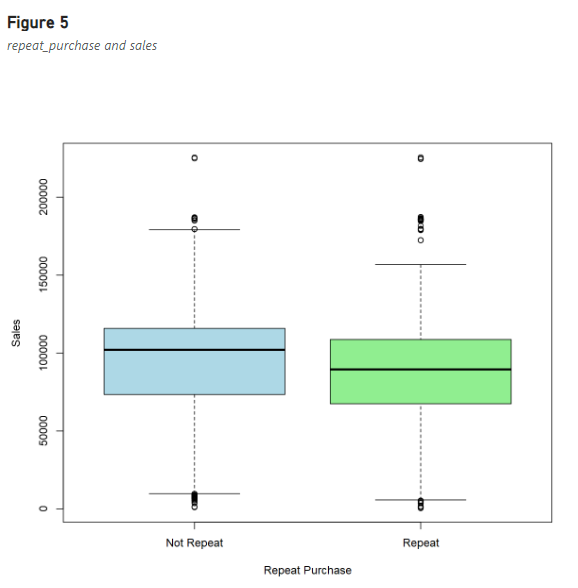 Figure 5
repeat_purchase and sales
200000
150000
100000
50000
0
Sales
Not Repeat
Repeat
Repeat Purchase